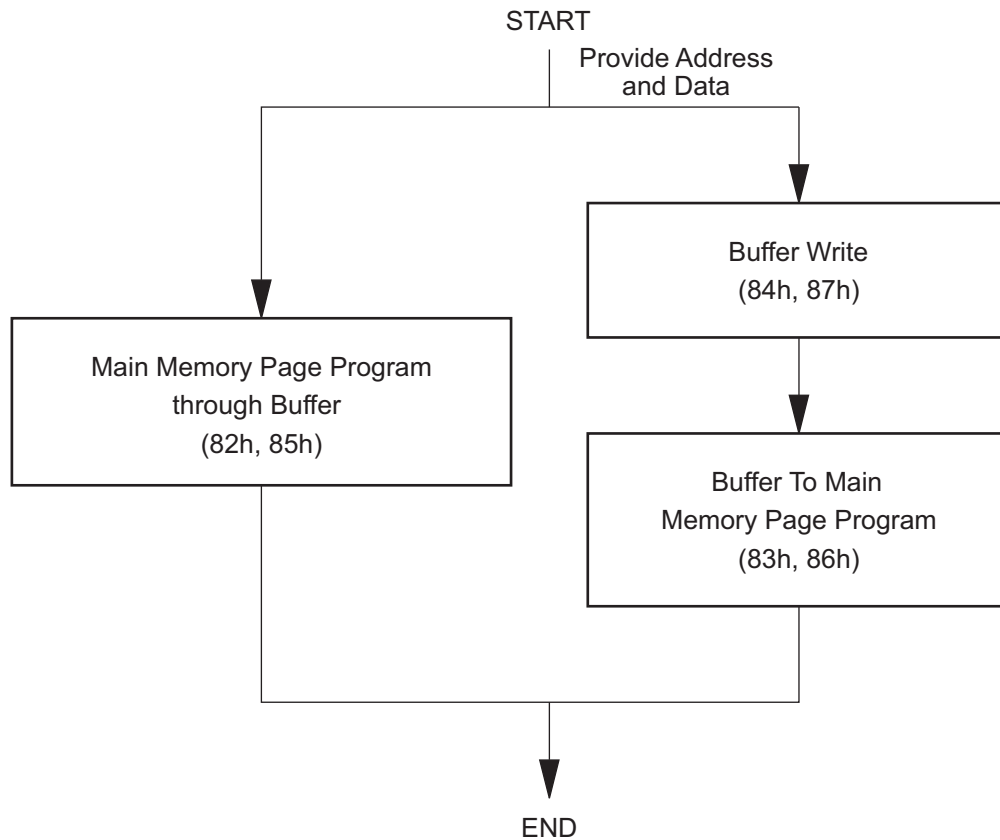 START
Provide Address
and Data
Buffer Write
(84h, 87h)
Main Memory Page Program
through Buffer
(82h, 85h)
Buffer To Main
Memory Page Program
(83h, 86h)
END